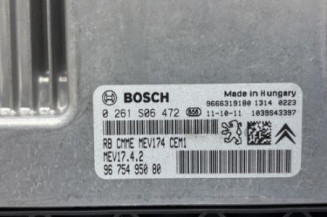 BOSCH
Made in Hungary
0 261 S06 472
9666319180 1314 0223
11-10-11 1039S43397
RB CMME MEV174 CEM1
MEV17.4.2
96 754 950 80